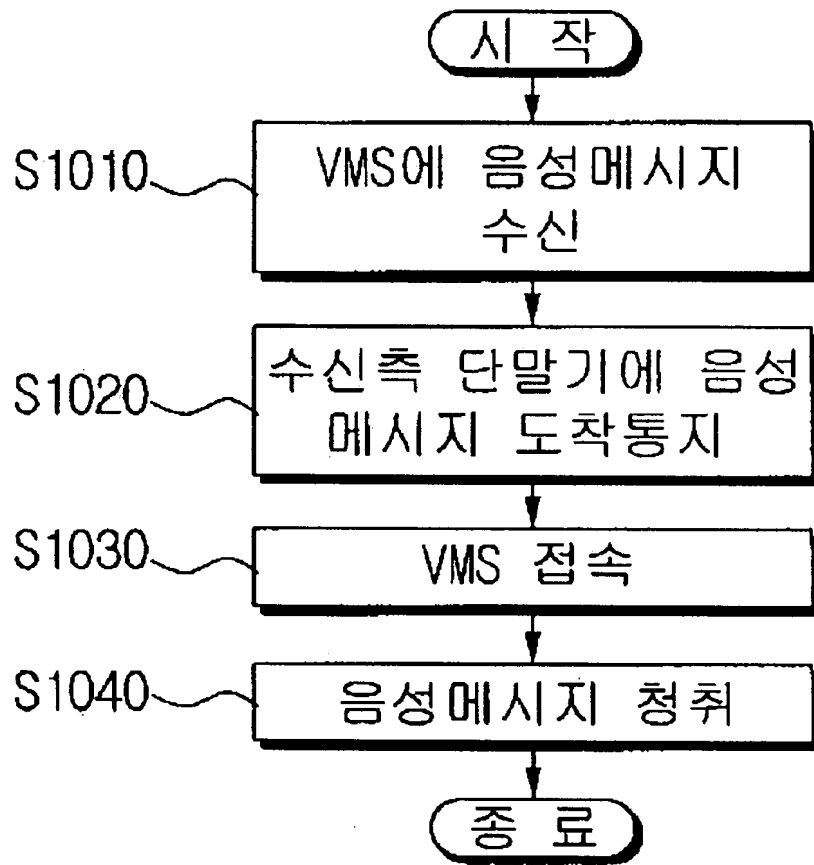 시 작
S1010
VMS에 음성메시지
수신
S1020
수신측 단말기에 음성
메시지 도착통지
S1030
VMS 접속
S1040
음성메시지 청취
종 료